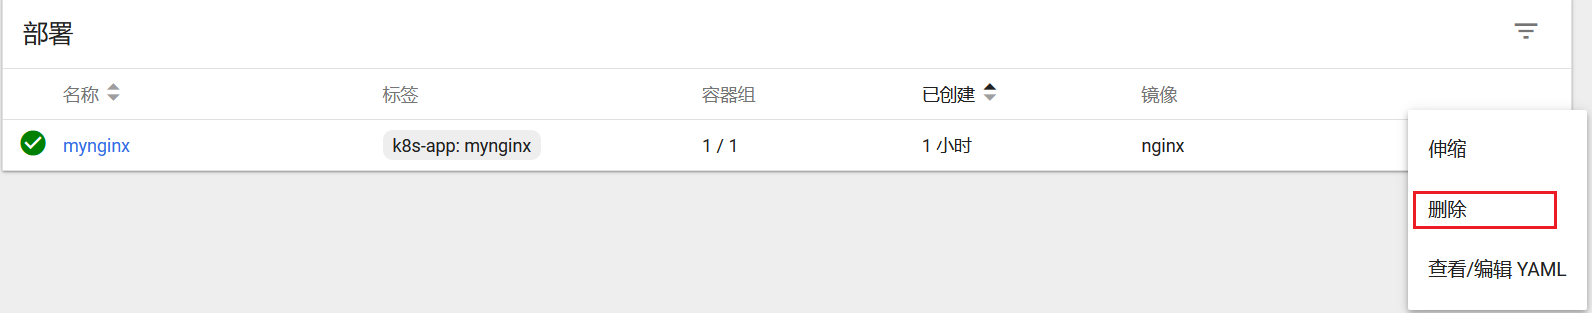 部署
名称 标签 容器组 已创建 镜像
mynginx k8s-app: mynginx 1 / 1 1 小时 nginx
伸缩
删除
查看/编辑 YAML